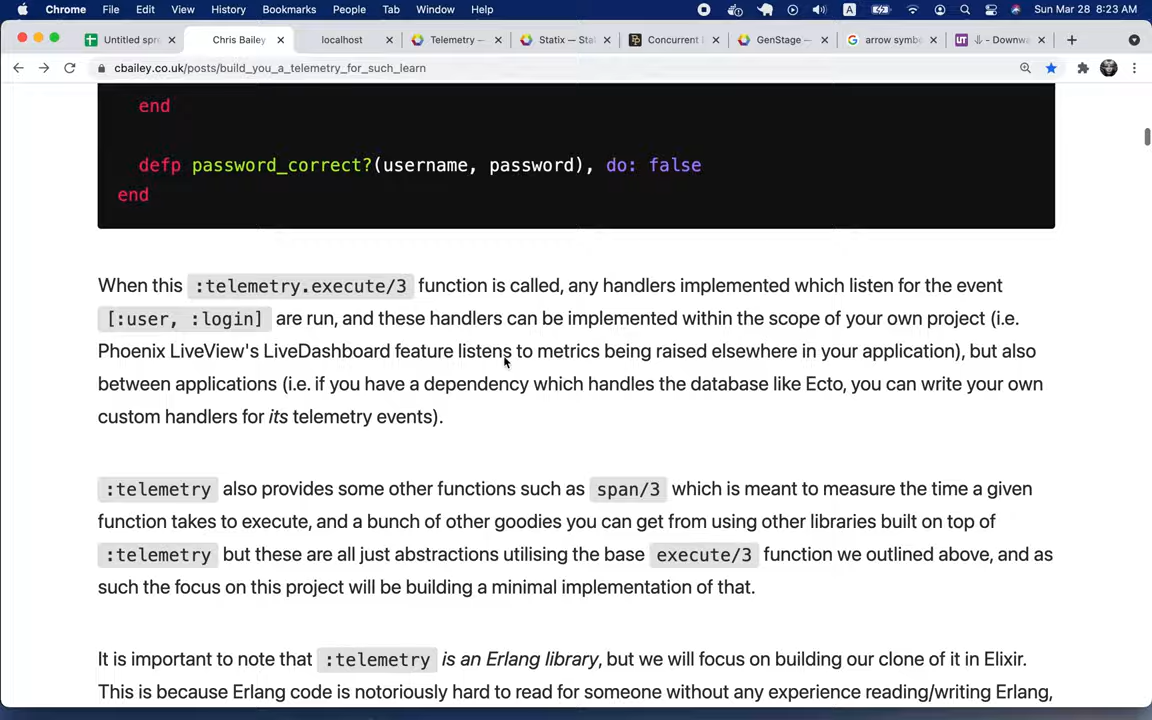 Chrome File Edit View History Bookmarks People Tab Window Help A Sun Mar 28 8:23 AM
Untitled spre Chris Bailey localhost Telemetry — Statix — Stat Concurrent GenStage — arrow symb ↓ - Downwa
cbailey.co.uk/posts/build_you_a_telemetry_for_such_learn
end
defp password_correct?(username, password), do: false
end
When this :telemetry.execute/3 function is called, any handlers implemented which listen for the event
[:user, :login] are run, and these handlers can be implemented within the scope of your own project (i.e.
Phoenix LiveView's LiveDashboard feature listens to metrics being raised elsewhere in your application), but also
between applications (i.e. if you have a dependency which handles the database like Ecto, you can write your own
custom handlers for its telemetry events).
:telemetry also provides some other functions such as span/3 which is meant to measure the time a given
function takes to execute, and a bunch of other goodies you can get from using other libraries built on top of
:telemetry but these are all just abstractions utilising the base execute/3 function we outlined above, and as
such the focus on this project will be building a minimal implementation of that.
It is important to note that :telemetry is an Erlang library, but we will focus on building our clone of it in Elixir.
This is because Erlang code is notoriously hard to read for someone without any experience reading/writing Erlang,